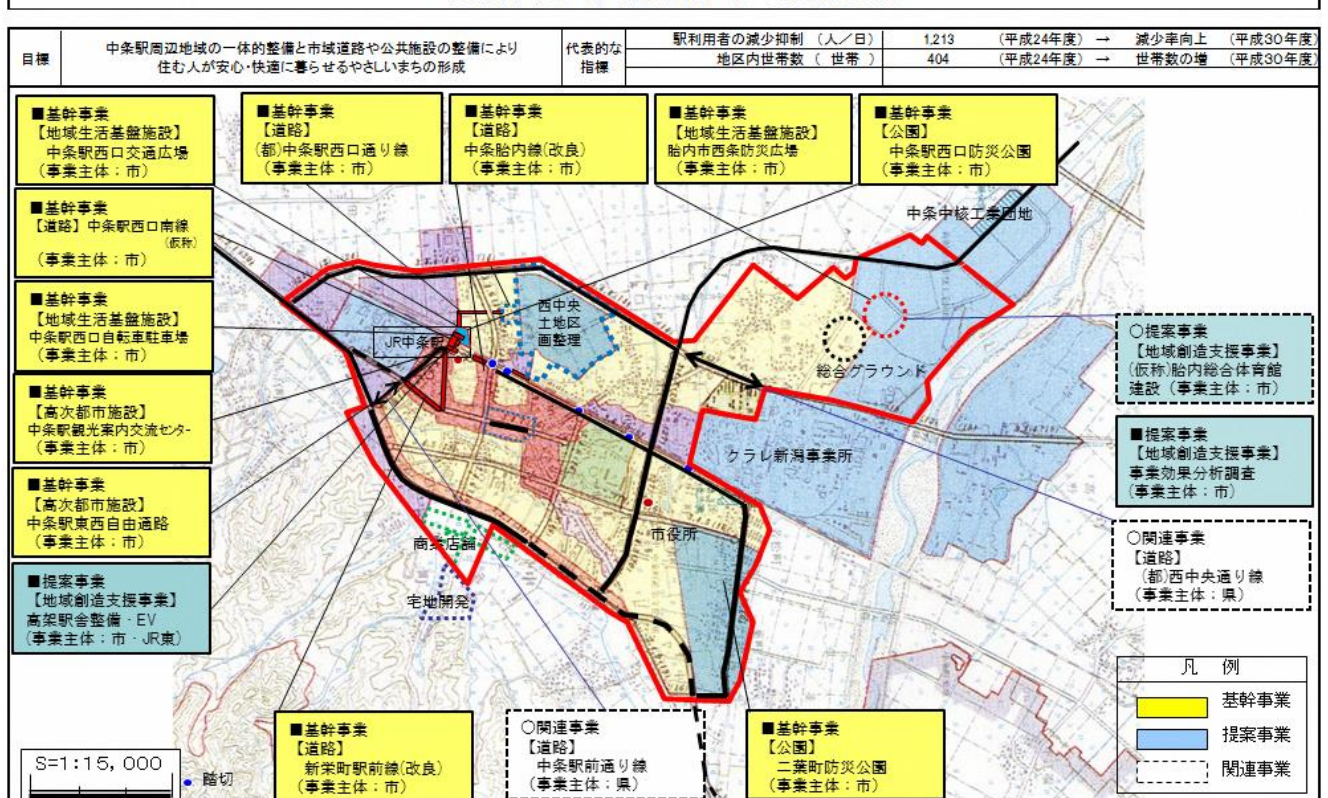 目標
中条駅周辺地域の一体的整備と市域道路や公共施設の整備により
住む人が安心・快適に暮らせるやさしいまちの形成
代表的な
指標
駅利用者の減少抑制 （人／日） 1,213 （平成24年度） → 減少率向上 （平成30年度）
地区内世帯数 （ 世帯 ） 404 （平成24年度） → 世帯数の増 （平成30年度）
■基幹事業
【地域生活基盤施設】
中条駅西口交通広場
（事業主体：市）
■基幹事業
【道路】
(都)中条駅西口通り線
（事業主体：市）
■基幹事業
【道路】
中条胎内線(改良)
（事業主体：市）
■基幹事業
【地域生活基盤施設】
胎内市西条防災広場
（事業主体：市）
■基幹事業
【公園】
中条駅西口防災公園
（事業主体：市）
■基幹事業
【道路】中条駅西口南線
(仮称)
（事業主体：市）
■基幹事業
【地域生活基盤施設】
中条駅西口自転車駐車場
（事業主体：市）
■基幹事業
【高次都市施設】
中条駅観光案内交流センター
（事業主体：市）
■基幹事業
【高次都市施設】
中条駅東西自由通路
（事業主体：市）
■提案事業
【地域創造支援事業】
高架駅舎整備・EV
（事業主体：市・JR東）
中条中核工業団地
西中央
土地区
画整理
JR中条駅
総合グラウンド
クラレ新潟事業所
市役所
商業店舗
宅地開発
○提案事業
【地域創造支援事業】
(仮称)胎内総合体育館
建設（事業主体：市）
■提案事業
【地域創造支援事業】
事業効果分析調査
（事業主体：市）
○関連事業
【道路】
(都)西中央通り線
（事業主体：県）
凡 例
基幹事業
提案事業
関連事業
■基幹事業
【道路】
新栄町駅前線(改良)
（事業主体：市）
○関連事業
【道路】
中条駅前通り線
（事業主体：県）
■基幹事業
【公園】
二葉町防災公園
（事業主体：市）
S=1:15,000
踏切